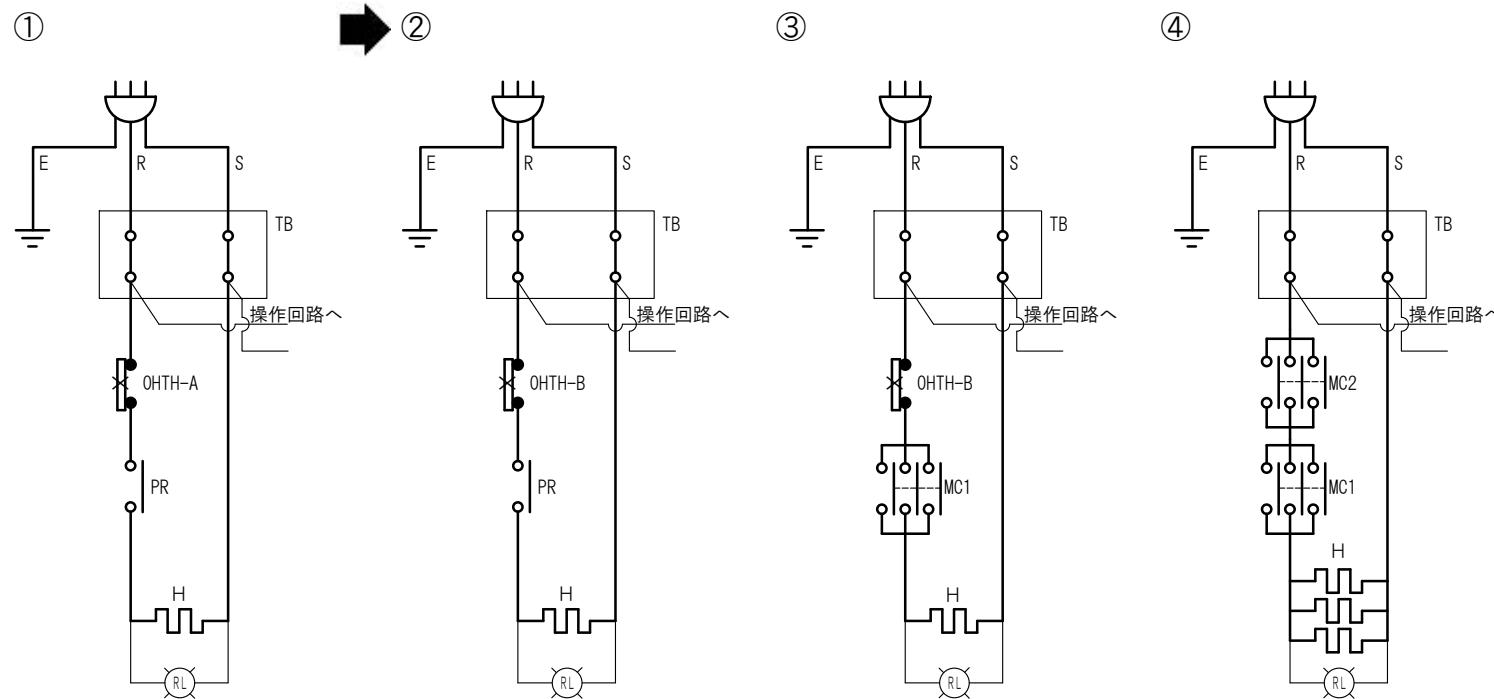 ①
②
③
④
E R S
E R S
E R S
E R S
TB
TB
TB
TB
操作回路へ
操作回路へ
操作回路へ
操作回路へ
OHTH-A
OHTH-B
OHTH-B
MC2
PR
PR
MC1
MC1
H
H
H
H
RL
RL
RL
RL